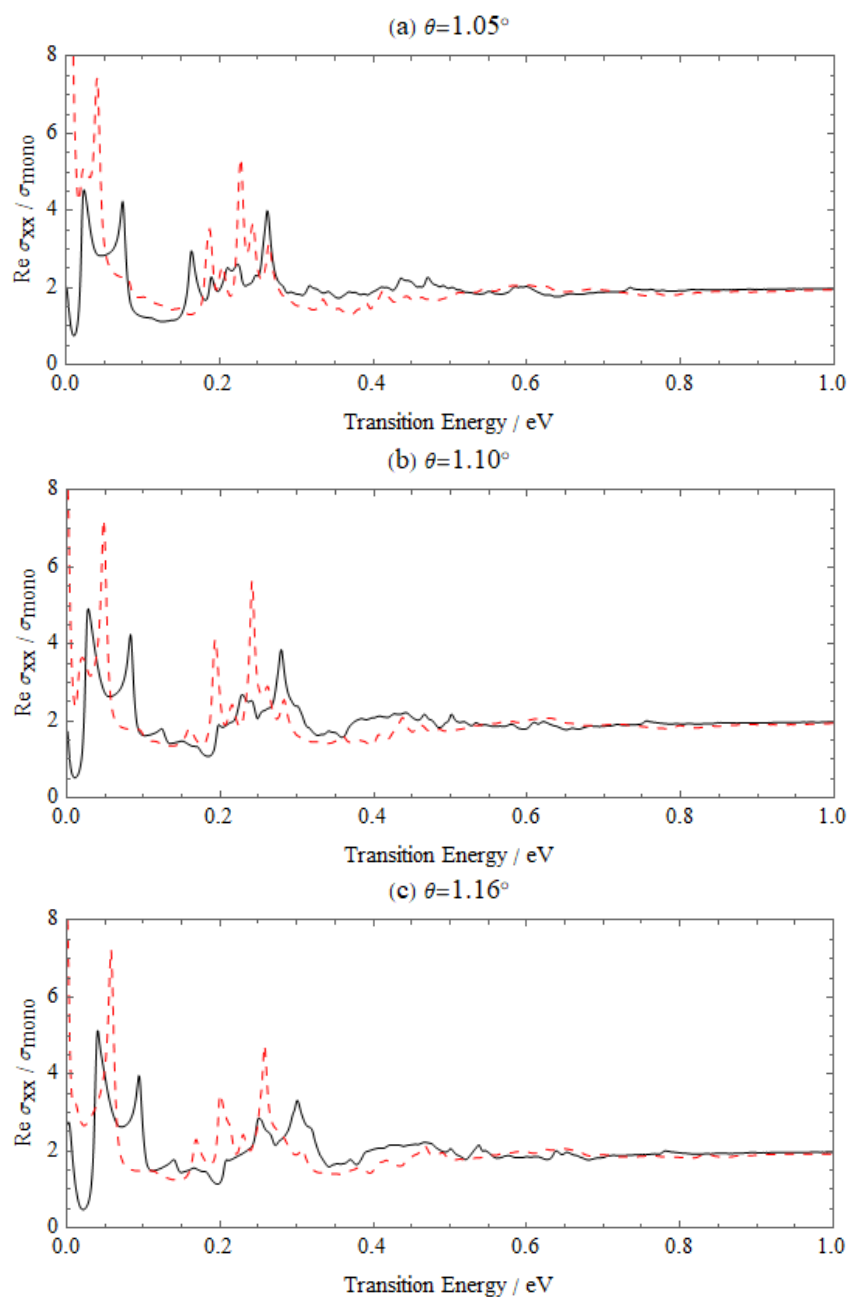 (a) θ=1.05°
8
6
4
2
0
Re σxx / σmono
0.0 0.2 0.4 0.6 0.8 1.0
Transition Energy / eV
(b) θ=1.10°
8
6
4
2
0
Re σxx / σmono
0.0 0.2 0.4 0.6 0.8 1.0
Transition Energy / eV
(c) θ=1.16°
8
6
4
2
0
Re σxx / σmono
0.0 0.2 0.4 0.6 0.8 1.0
Transition Energy / eV